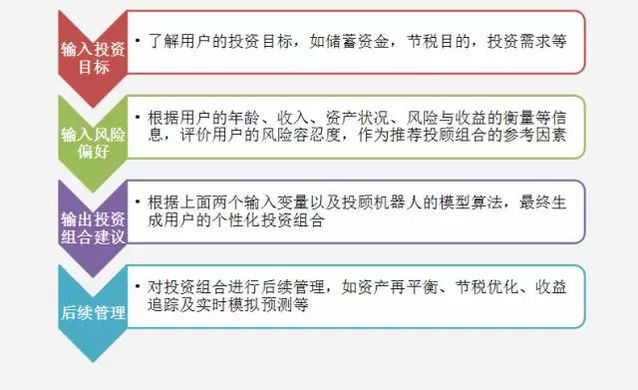 输入投资
目标
• 了解用户的投资目标，如储蓄资金，节税目的，投资需求等
输入风险
偏好
• 根据用户的年龄、收入、资产状况、风险与收益的衡量等信
息，评价用户的风险容忍度，作为推荐投顾组合的参考因素
输出投资
组合建议
• 根据上面两个输入变量以及投顾机器人的模型算法，最终生
成用户的个性化投资组合
后续管理
• 对投资组合进行后续管理，如资产再平衡、节税优化、收益
追踪及实时模拟预测等